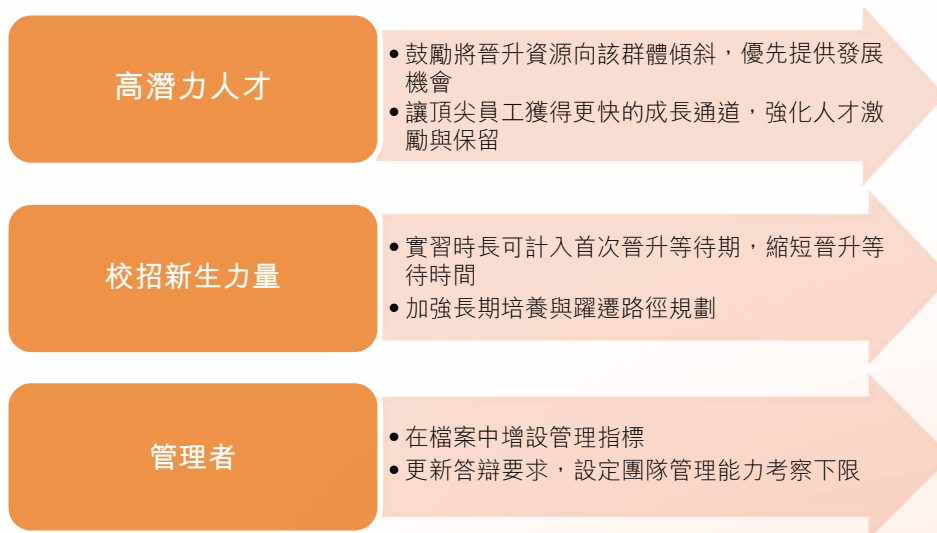 高潛力人才
•鼓勵將晉升資源向該群體傾斜，優先提供發展
機會
•讓頂尖員工獲得更快的成長通道，強化人才激
勵與保留
校招新生力量
•實習時長可計入首次晉升等待期，縮短晉升等
待時間
•加強長期培養與躍遷路徑規劃
管理者
•在檔案中增設管理指標
•更新答辯要求，設定團隊管理能力考察下限